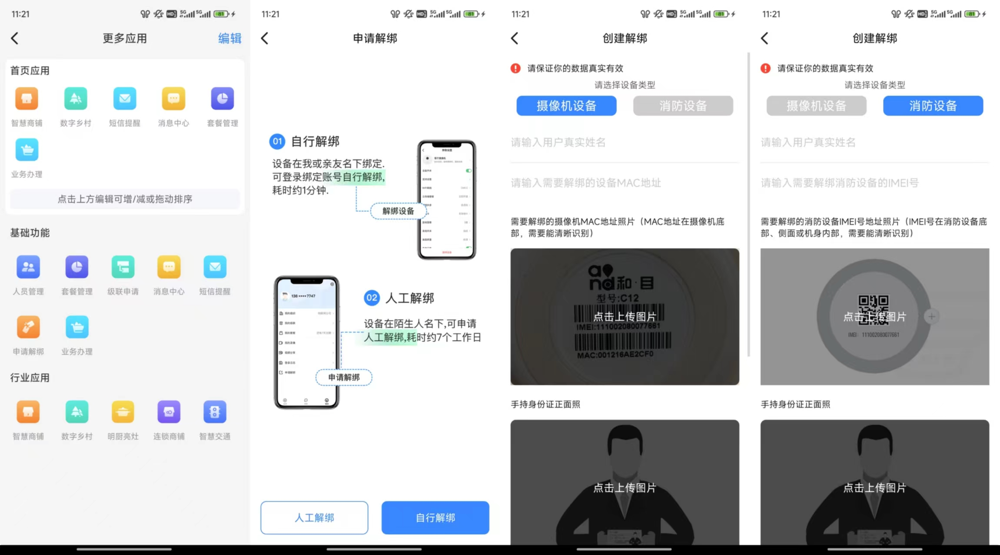 11:21
HD 5G 5G 81
更多应用
编辑
首页应用
智慧商铺 数字乡村 短信提醒 消息中心 套餐管理
业务办理
点击上方编辑可增/减或拖动排序
基础功能
人员管理 套餐管理 级联申请 消息中心 短信提醒
申请解绑 业务办理
行业应用
智慧商铺 数字乡村 明厨亮灶 连锁商铺 智慧交通
11:21
HD 5G 5G 81
申请解绑
01 自行解绑
设备在我或亲友名下绑定.
可登录绑定账号自行解绑,
耗时约1分钟.
解绑设备
138 ****7747
02 人工解绑
设备在陌生人名下,可申请
人工解绑,耗时约7个工作日
申请解绑
人工解绑
自行解绑
11:21
HD 5G 5G 81
创建解绑
请保证你的数据真实有效
请选择设备类型
摄像机设备 消防设备
请输入用户真实姓名
请输入需要解绑的设备MAC地址
需要解绑的摄像机MAC地址照片（MAC地址在摄像机底
部，需要能清晰识别）
and和·目
型号:C12
点击上传图片
IMEI:111002080077661
MAC:001216AE2CF0
手持身份证正面照
点击上传图片
11:21
HD 5G 5G 81
创建解绑
请保证你的数据真实有效
请选择设备类型
摄像机设备 消防设备
请输入用户真实姓名
请输入需要解绑消防设备的IMEI号
需要解绑的消防设备IMEI号地址照片（IMEI号在消防设备底
部、侧面或机身内部，需要能清晰识别）
点击上传图片
IMEI: 111002080077661
手持身份证正面照
点击上传图片